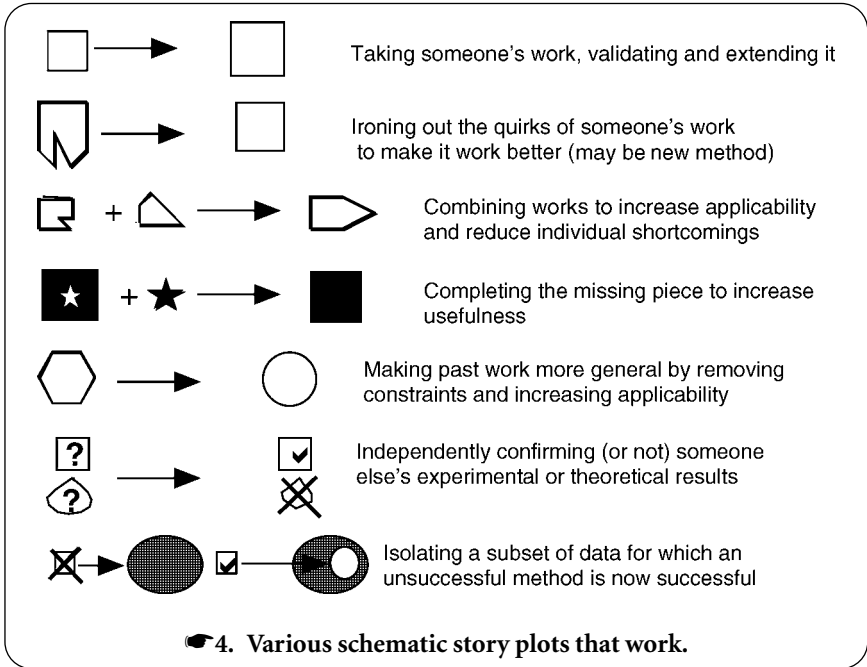 Taking someone's work, validating and extending it
Ironing out the quirks of someone's work
to make it work better (may be new method)
+
Combining works to increase applicability
and reduce individual shortcomings
+
Completing the missing piece to increase
usefulness
Making past work more general by removing
constraints and increasing applicability
?
?
Independently confirming (or not) someone
else's experimental or theoretical results
Isolating a subset of data for which an
unsuccessful method is now successful
☛4. Various schematic story plots that work.